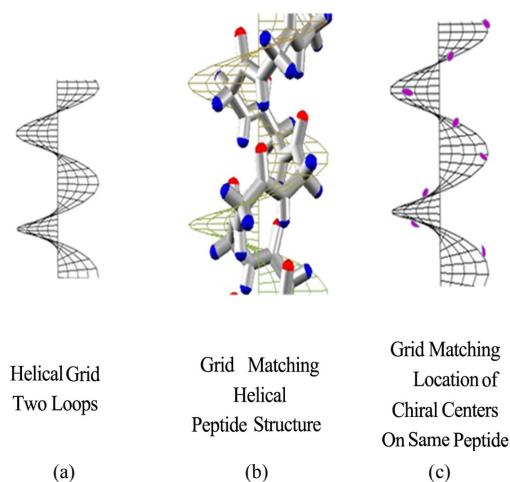 Helical Grid
Two Loops
(a)
Grid Matching
Helical
Peptide Structure
(b)
Grid Matching
Location of
Chiral Centers
On Same Peptide
(c)